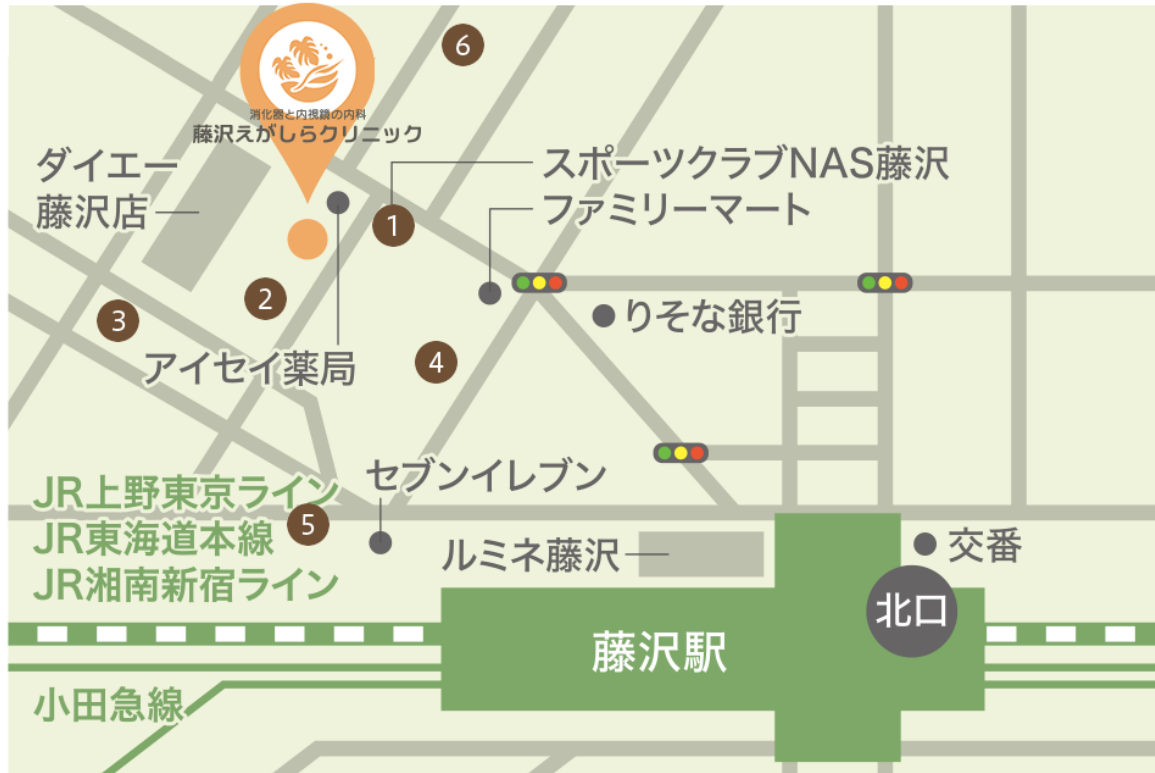 6
消化器と内視鏡の内科
藤沢えがしらクリニック
ダイエー
藤沢店
スポーツクラブNAS藤沢
ファミリーマート
1
2
3
りそな銀行
アイセイ薬局
4
セブンイレブン
JR上野東京ライン
JR東海道本線
JR湘南新宿ライン
5
ルミネ藤沢
交番
北口
藤沢駅
小田急線